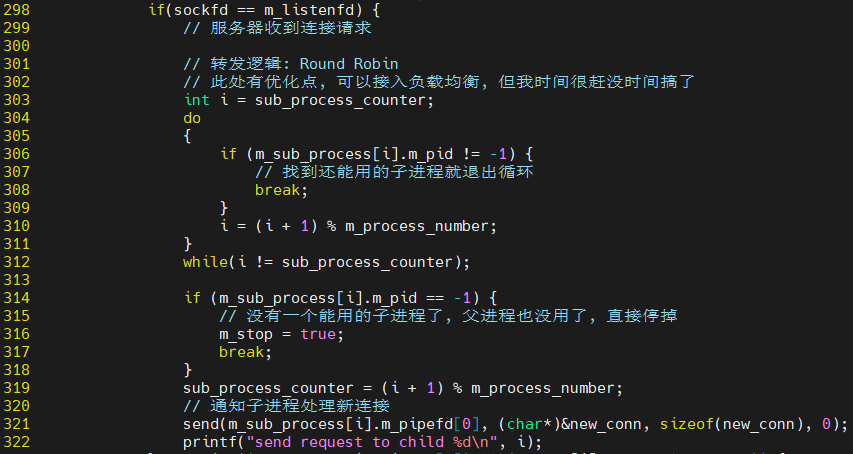 298 if(sockfd == m_listenfd) {
299 // 服务器收到连接请求
300
301 // 转发逻辑: Round Robin
302 // 此处有优化点, 可以接入负载均衡, 但我时间很赶没时间搞了
303 int i = sub_process_counter;
304 do
305 {
306 if (m_sub_process[i].m_pid != -1) {
307 // 找到还能用的子进程就退出循环
308 break;
309 }
310 i = (i + 1) % m_process_number;
311 }
312 while(i != sub_process_counter);
313
314 if (m_sub_process[i].m_pid == -1) {
315 // 没有一个能用的子进程了, 父进程也没用了, 直接停掉
316 m_stop = true;
317 break;
318 }
319 sub_process_counter = (i + 1) % m_process_number;
320 // 通知子进程处理新连接
321 send(m_sub_process[i].m_pipefd[0], (char*)&new_conn, sizeof(new_conn), 0);
322 printf("send request to child %d\n", i);